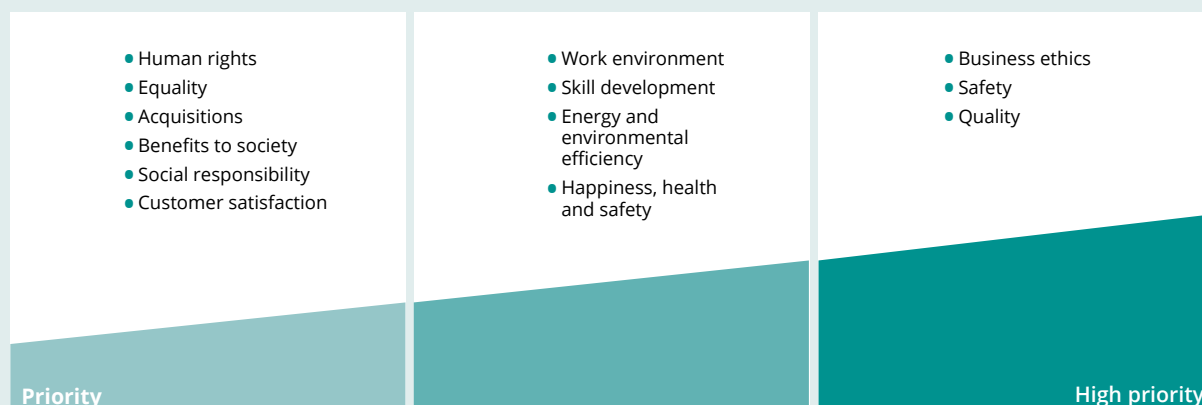 Human rights
Equality
Acquisitions
Benefits to society
Social responsibility
Customer satisfaction
Work environment
Skill development
Energy and
environmental
efficiency
Happiness, health
and safety
Business ethics
Safety
Quality
Priority
High priority